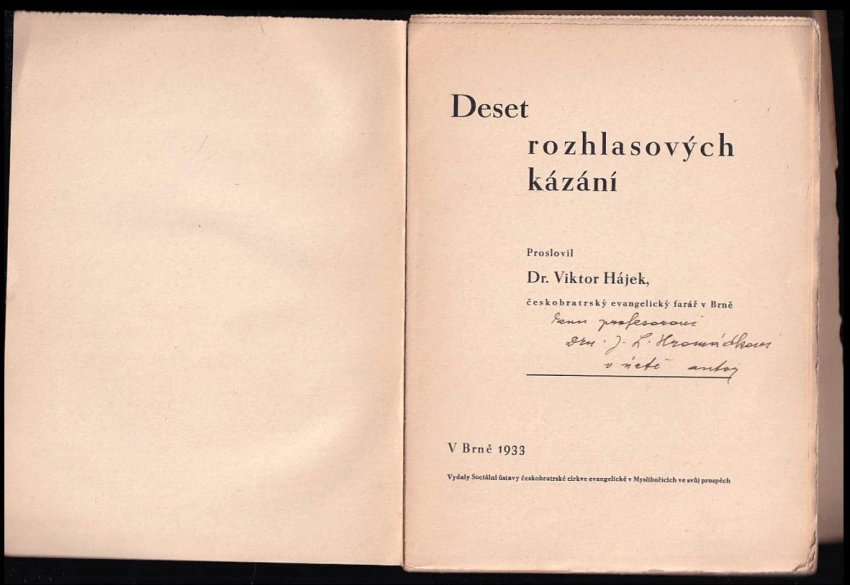 Deset
rozhlasových
kázání
Proslovil
Dr. Viktor Hájek,
českobratrský evangelický farář v Brně
panu profesorovi
Dru. J. L. Hromádkovi
v úctě autor
V Brně 1933
Vydaly Sociální ústavy českobratrské církve evangelické v Myslibořicích ve svůj prospěch